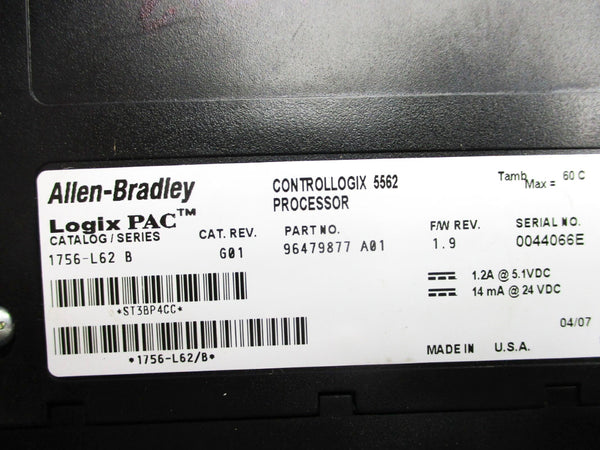 Allen-Bradley
Logix PAC™
CONTROLLOGIX 5562
PROCESSOR
Tamb Max = 60 C
CATALOG / SERIES
1756-L62 B
CAT. REV.
G01
PART NO.
96479877 A01
F/W REV.
1.9
SERIAL NO.
0044066E
*ST3BP4CC*
1.2A @ 5.1VDC
14 mA @ 24 VDC
*1756-L62/B*
04/07
MADE IN U.S.A.